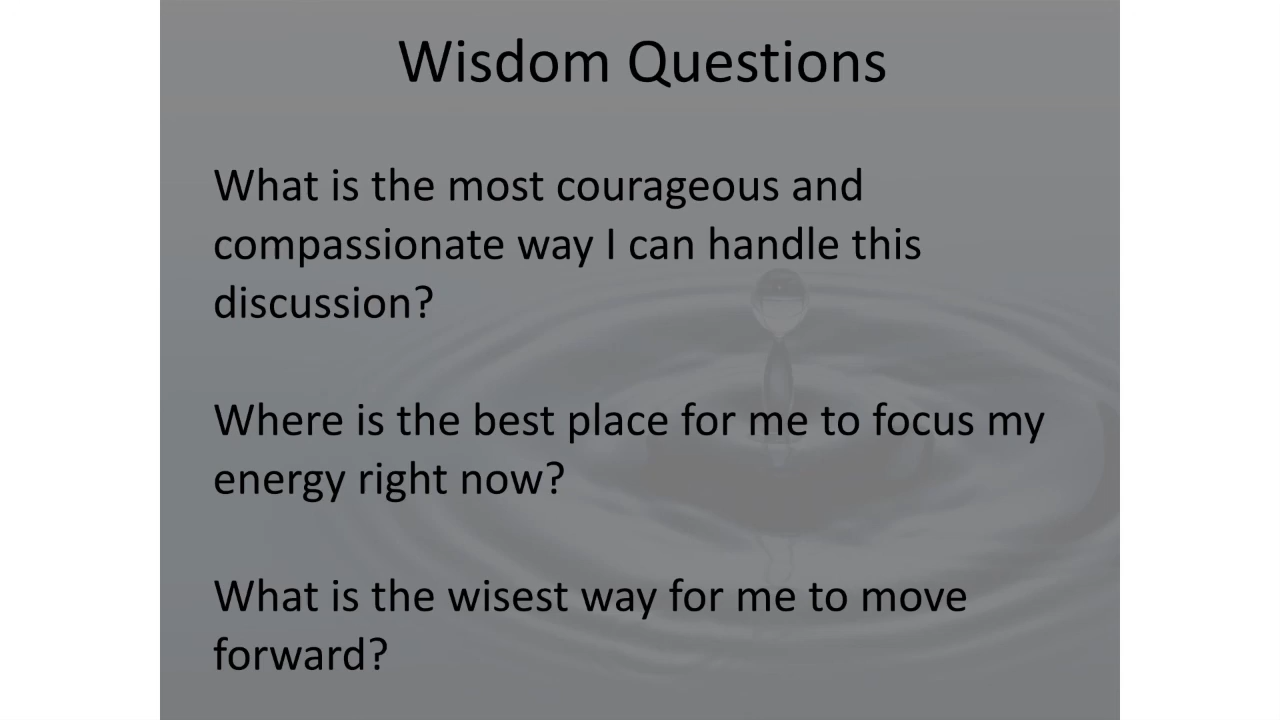 Wisdom Questions
What is the most courageous and
compassionate way I can handle this
discussion?
Where is the best place for me to focus my
energy right now?
What is the wisest way for me to move
forward?